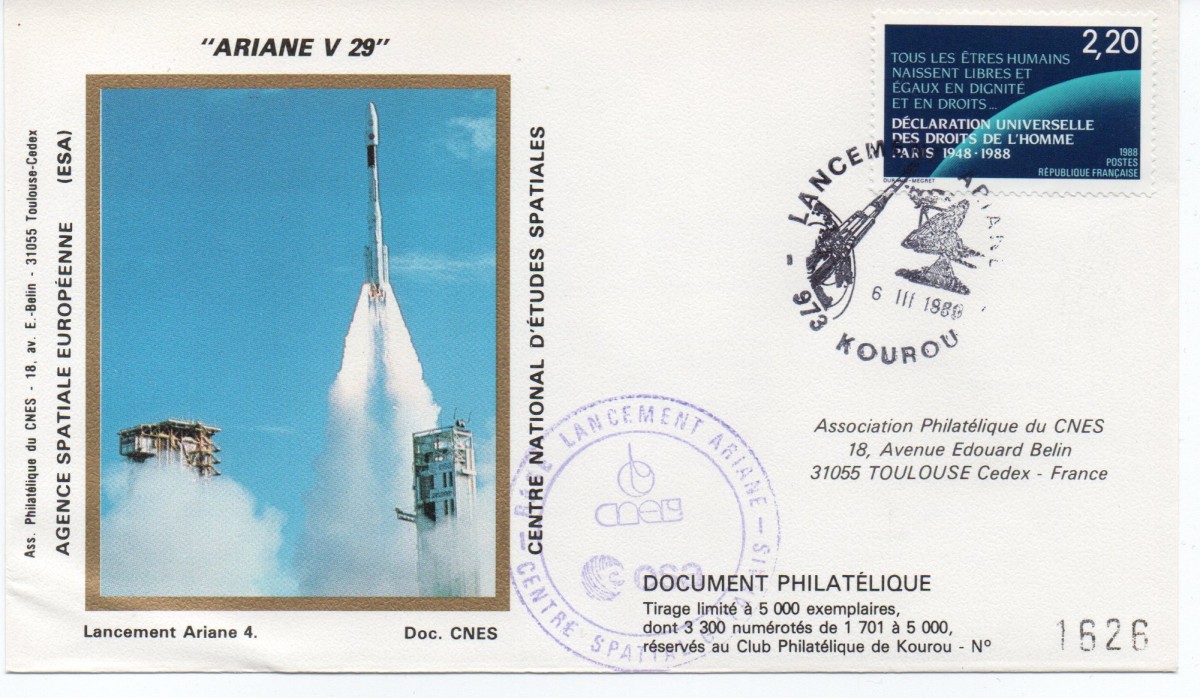 "ARIANE V 29"
Ass. Philatélique du CNES - 18, av. E.-Belin - 31055 Toulouse-Cedex
AGENCE SPATIALE EUROPÉENNE (ESA)
CENTRE NATIONAL D'ÉTUDES SPATIALES
Lancement Ariane 4.
Doc. CNES
2,20
TOUS LES ÊTRES HUMAINS
NAISSENT LIBRES ET
ÉGAUX EN DIGNITÉ
ET EN DROITS...
DÉCLARATION UNIVERSELLE
DES DROITS DE L'HOMME
PARIS 1948·1988
1988
POSTES
RÉPUBLIQUE FRANÇAISE
LANCEMENT ARIANE
6 III
- 973 KOUROU
Association Philatélique du CNES
18, Avenue Edouard Belin
31055 TOULOUSE Cedex - France
LANCEMENT ARIANE
cnes
esa
CENTRE
DOCUMENT PHILATÉLIQUE
Tirage limité à 5 000 exemplaires,
dont 3 300 numérotés de 1 701 à 5 000,
réservés au Club Philatélique de Kourou - N°
1626